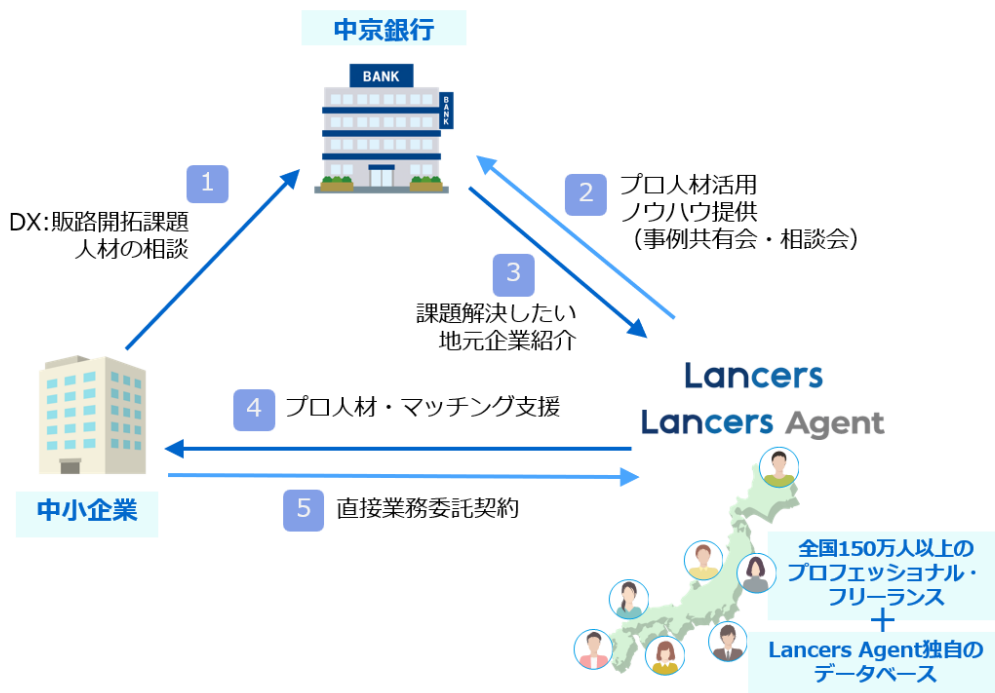 中京銀行
BANK
BANK
1
DX:販路開拓課題
人材の相談
2
プロ人材活用
ノウハウ提供
（事例共有会・相談会）
3
課題解決したい
地元企業紹介
Lancers
Lancers Agent
4
プロ人材・マッチング支援
中小企業
5
直接業務委託契約
全国150万人以上の
プロフェッショナル・
フリーランス
＋
Lancers Agent独自の
データベース